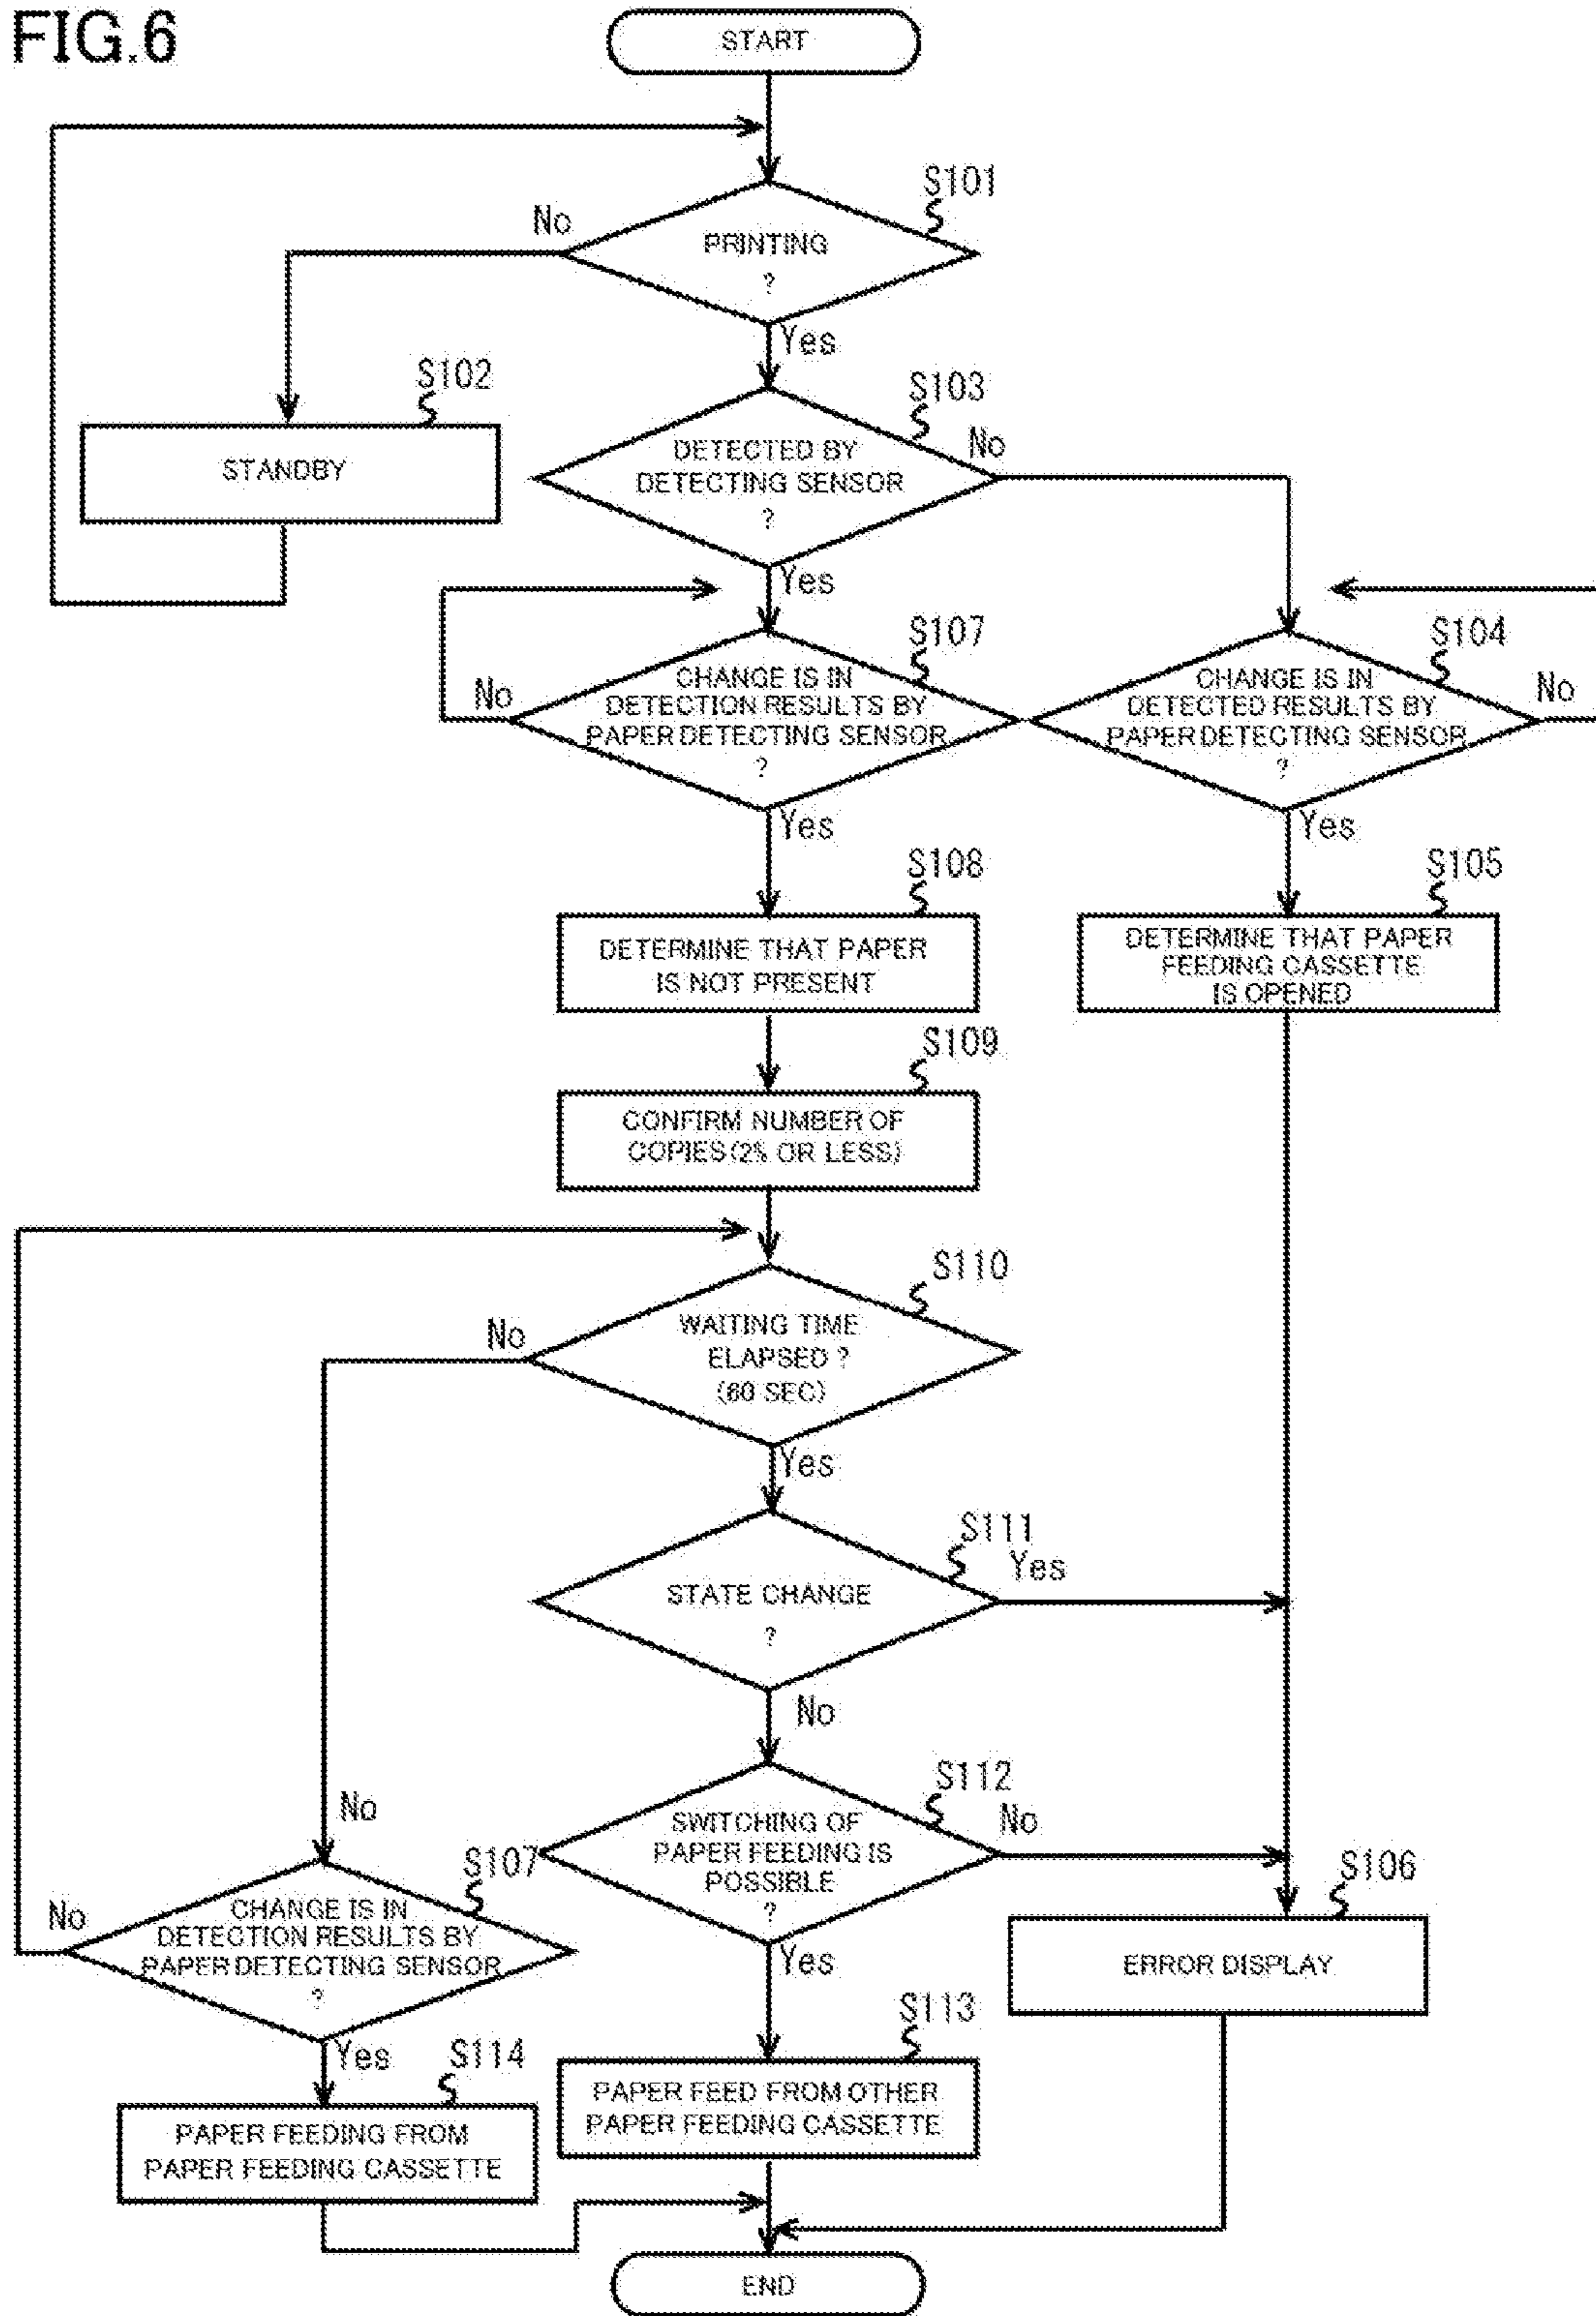 FIG.6
START
S101
No
PRINTING
?
Yes
S102
STANDBY
S103
No
DETECTED BY
DETECTING SENSOR
?
Yes
S107
No
CHANGE IS IN
DETECTION RESULTS BY
PAPER DETECTING SENSOR
?
Yes
S104
No
CHANGE IS IN
DETECTED RESULTS BY
PAPER DETECTING SENSOR
?
Yes
S108
DETERMINE THAT PAPER
IS NOT PRESENT
S105
DETERMINE THAT PAPER
FEEDING CASSETTE
IS OPENED
S109
CONFIRM NUMBER OF
COPIES(2% OR LESS)
S110
No
WAITING TIME
ELAPSED ?
(60 SEC)
Yes
S111
Yes
STATE CHANGE
?
No
S112
No
SWITCHING OF
PAPER FEEDING IS
POSSIBLE
?
Yes
No
S107
No
CHANGE IS IN
DETECTION RESULTS BY
PAPER DETECTING SENSOR
?
Yes
S106
ERROR DISPLAY
S114
PAPER FEEDING FROM
PAPER FEEDING CASSETTE
S113
PAPER FEED FROM OTHER
PAPER FEEDING CASSETTE
END